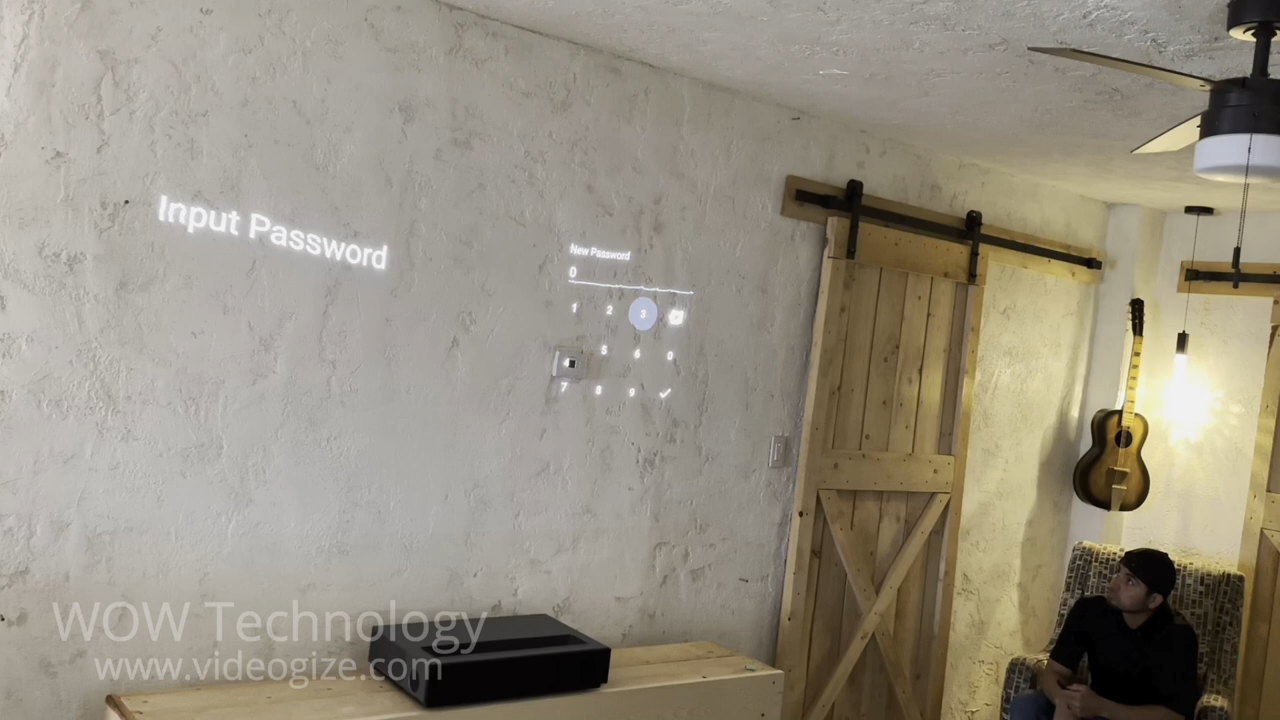 Input Password
New Password
0
1 2 3
5 6 0
7 8 9 ✓
WOW Technology
www.videogize.com